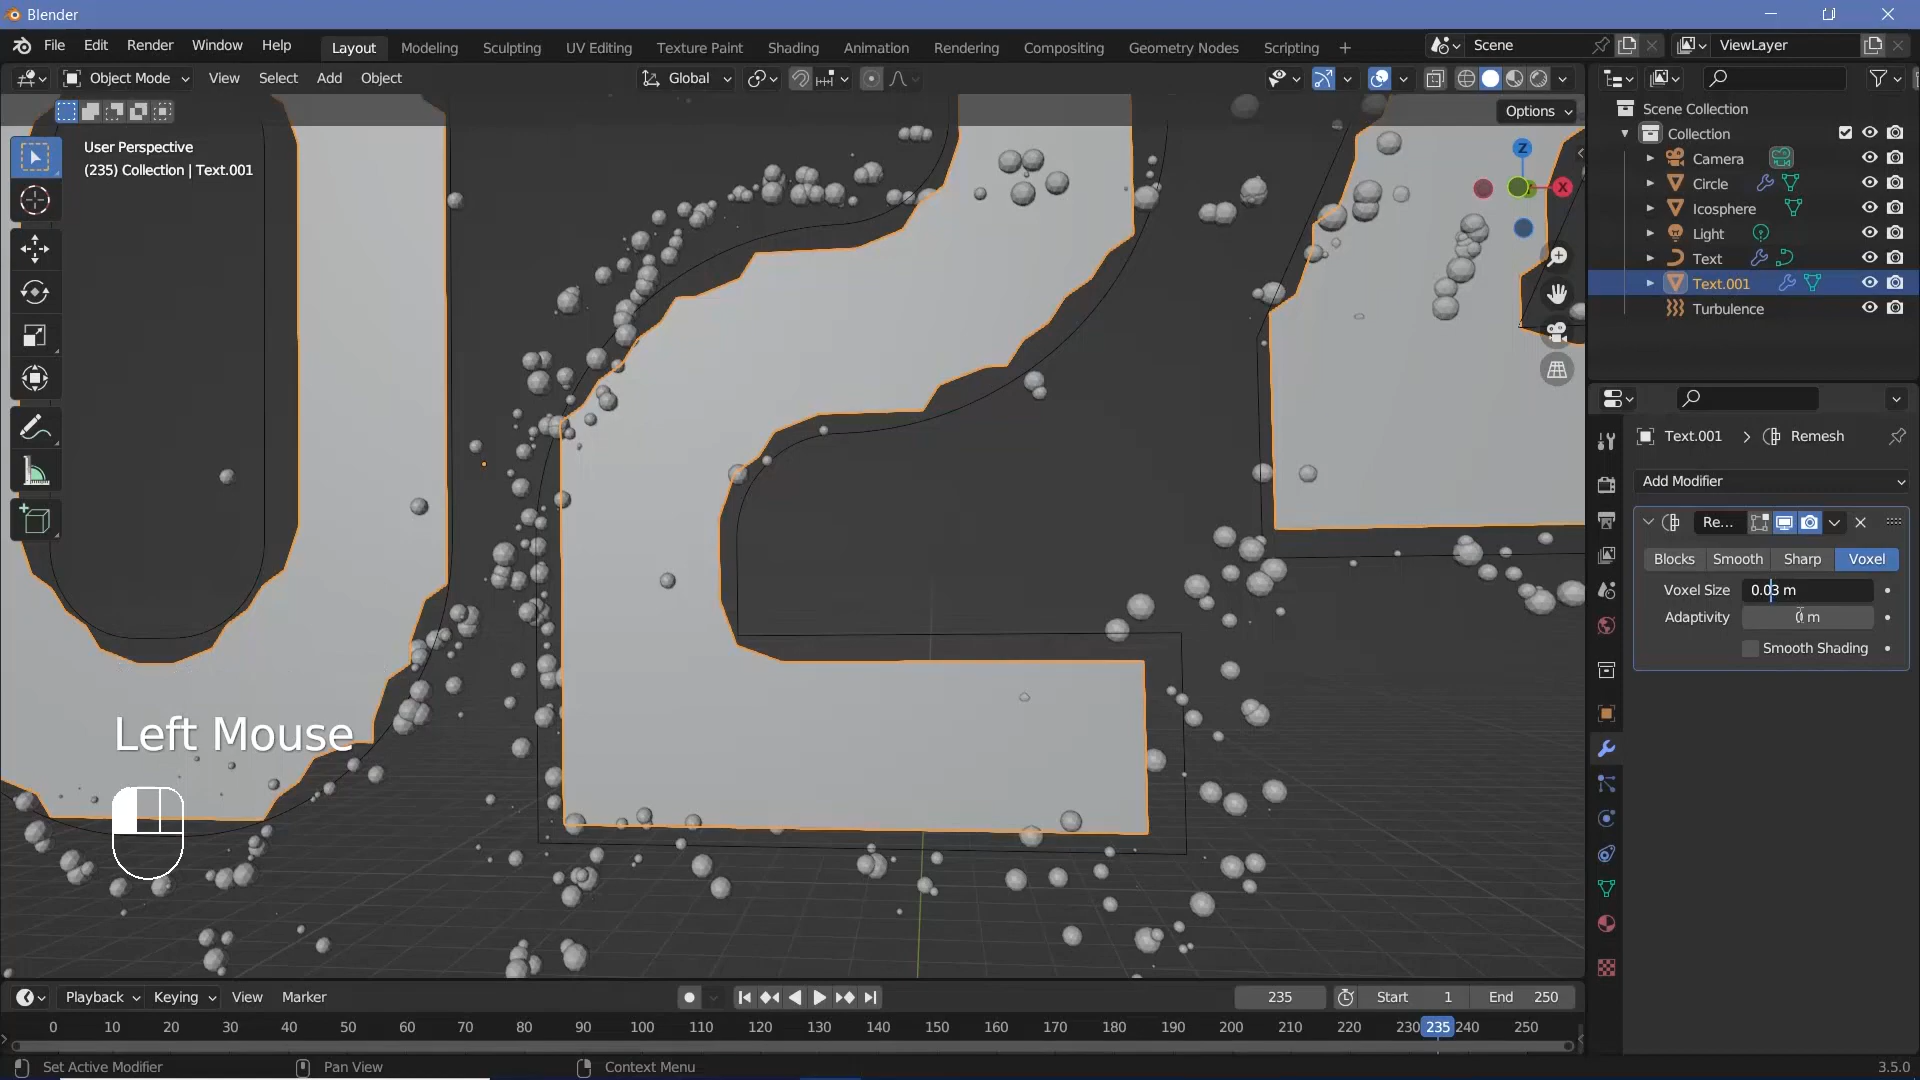 Blender
File Edit Render Window Help
Layout Modeling Sculpting UV Editing Texture Paint Shading Animation Rendering Compositing Geometry Nodes Scripting +
Scene
ViewLayer
Object Mode View Select Add Object
Global
Options
User Perspective
(235) Collection | Text.001
Z
X
Scene Collection
Collection
Camera
Circle
Icosphere
Light
Text
Text.001
Turbulence
Text.001 > Remesh
Add Modifier
Re...
Blocks Smooth Sharp Voxel
Voxel Size 0.03 m
Adaptivity 0 m
Smooth Shading
Left Mouse
Playback Keying View Marker
235
Start 1
End 250
0 10 20 30 40 50 60 70 80 90 100 110 120 130 140 150 160 170 180 190 200 210 220 230 235 240 250
Set Active Modifier
Pan View
Context Menu
3.5.0